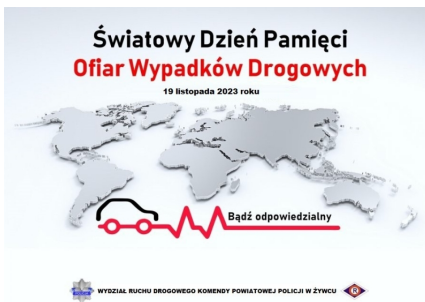 Światowy Dzień Pamięci
Ofiar Wypadków Drogowych
19 listopada 2023 roku
Bądź odpowiedzialny
WYDZIAŁ RUCHU DROGOWEGO KOMENDY POWIATOWEJ POLICJI W ŻYWCU
R